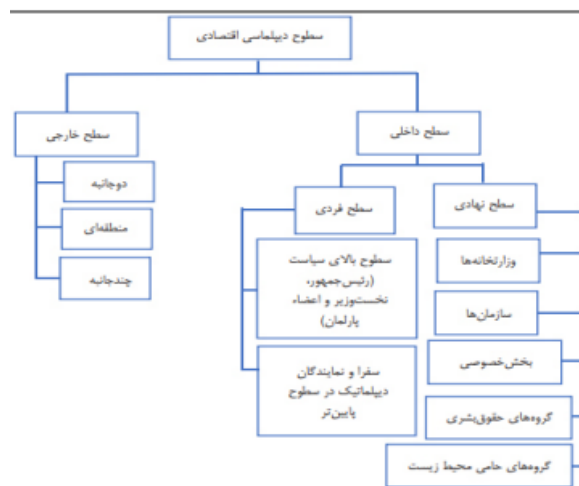 سطوح دیپلماسی اقتصادی
سطح داخلی
سطح خارجی
سطح نهادی
وزارتخانه‌ها
سازمان‌ها
بخش‌خصوصی
گروه‌های حقوق‌بشری
گروه‌های حامی محیط زیست
سطح فردی
سطوح بالای سیاست
(رئیس‌جمهور،
نخست‌وزیر و اعضاء
پارلمان)
سفرا و نمایندگان
دیپلماتیک در سطوح
پایین‌تر
دوجانبه
منطقه‌ای
چندجانبه